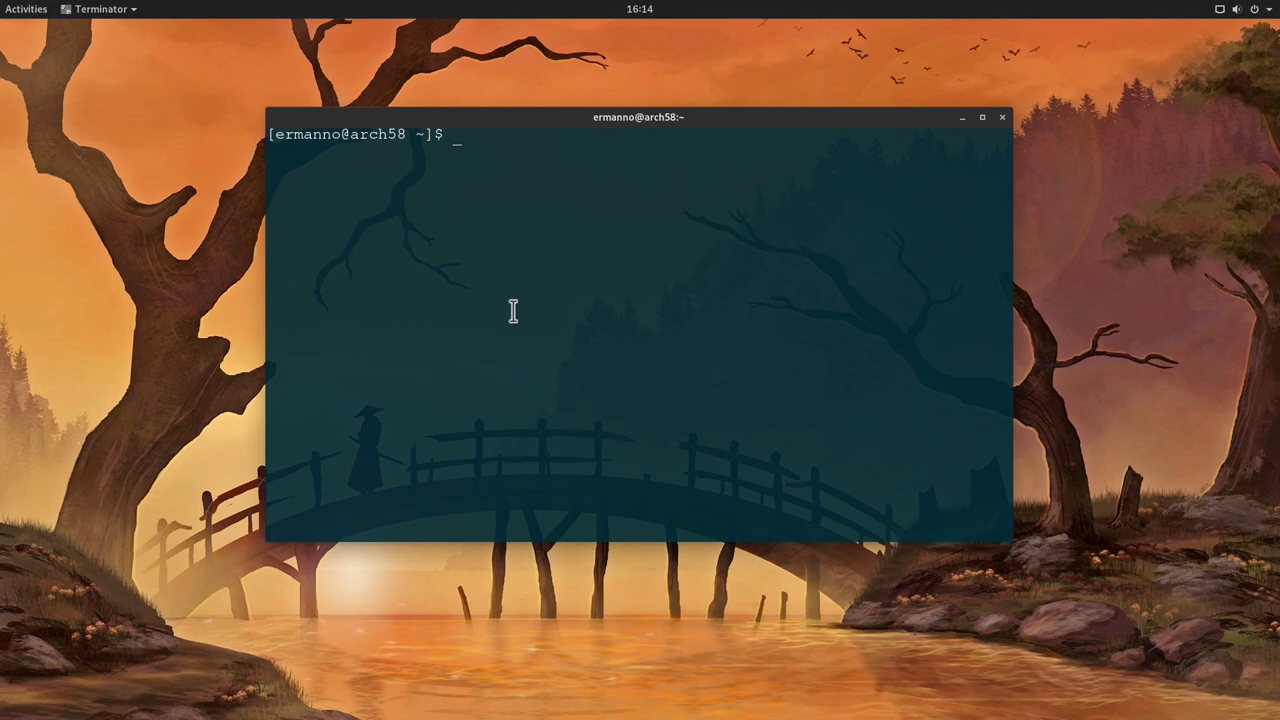 Activities
Terminator
16:14
ermanno@arch58:~
[ermanno@arch58 ~]$ _